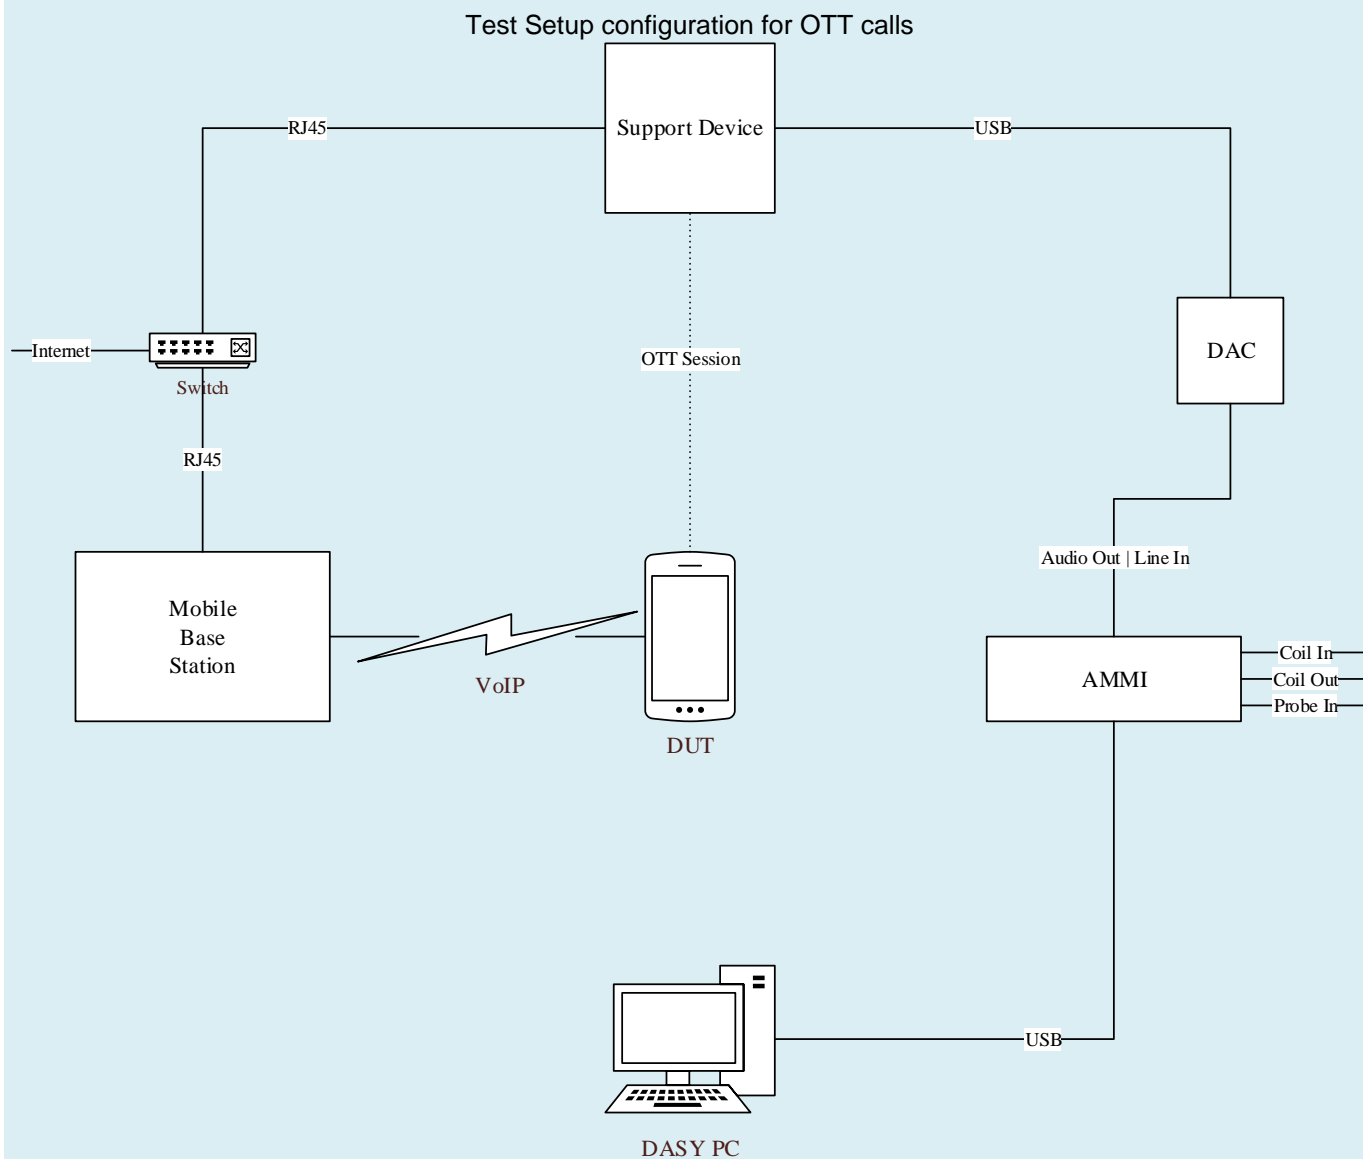 Test Setup configuration for OTT calls
Support Device
RJ45
USB
Internet
Switch
OTT Session
DAC
RJ45
Audio Out | Line In
Mobile
Base
Station
VoIP
DUT
AMMI
Coil In
Coil Out
Probe In
USB
DASY PC